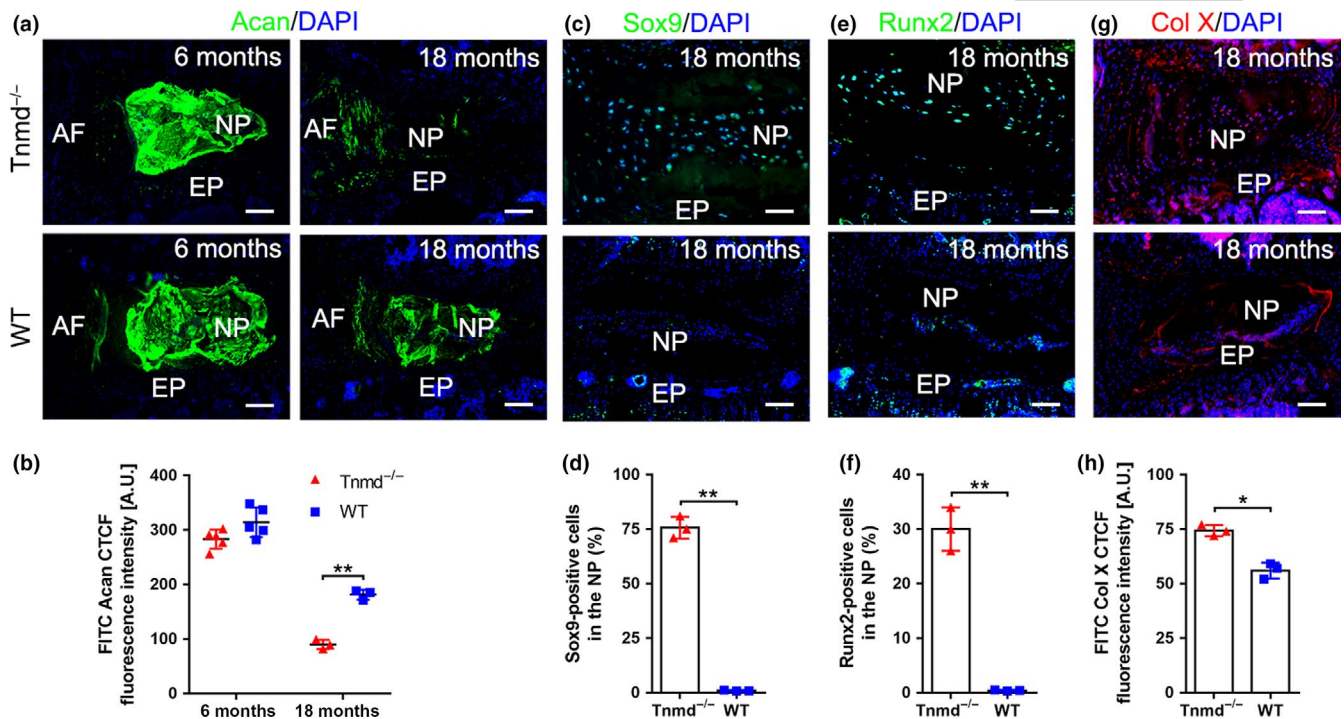 (a)
Acan/DAPI
Tnmd⁻/⁻
6 months
AF
NP
EP
18 months
AF
NP
EP
WT
6 months
AF
NP
EP
18 months
AF
NP
EP
(c)
Sox9/DAPI
18 months
NP
EP
18 months
NP
EP
(e)
Runx2/DAPI
18 months
NP
EP
18 months
NP
EP
(g)
Col X/DAPI
18 months
NP
EP
18 months
NP
EP
(b)
FITC Acan CTCF
fluorescence intensity [A.U.]
400
300
200
100
0
Tnmd⁻/⁻
WT
**
6 months
18 months
(d)
Sox9-positive cells
in the NP (%)
100
75
50
25
0
**
Tnmd⁻/⁻
WT
(f)
Runx2-positive cells
in the NP (%)
40
30
20
10
0
**
Tnmd⁻/⁻
WT
(h)
FITC Col X CTCF
fluorescence intensity [A.U.]
100
75
50
25
0
*
Tnmd⁻/⁻
WT